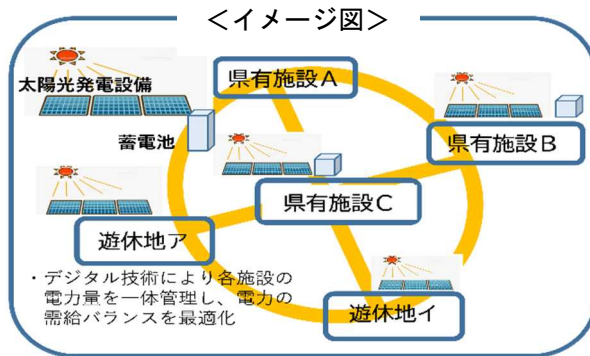 <イメージ図>
太陽光発電設備
県有施設A
蓄電池
県有施設B
県有施設C
遊休地ア
・デジタル技術により各施設の
電力量を一体管理し、電力の
需給バランスを最適化
遊休地イ